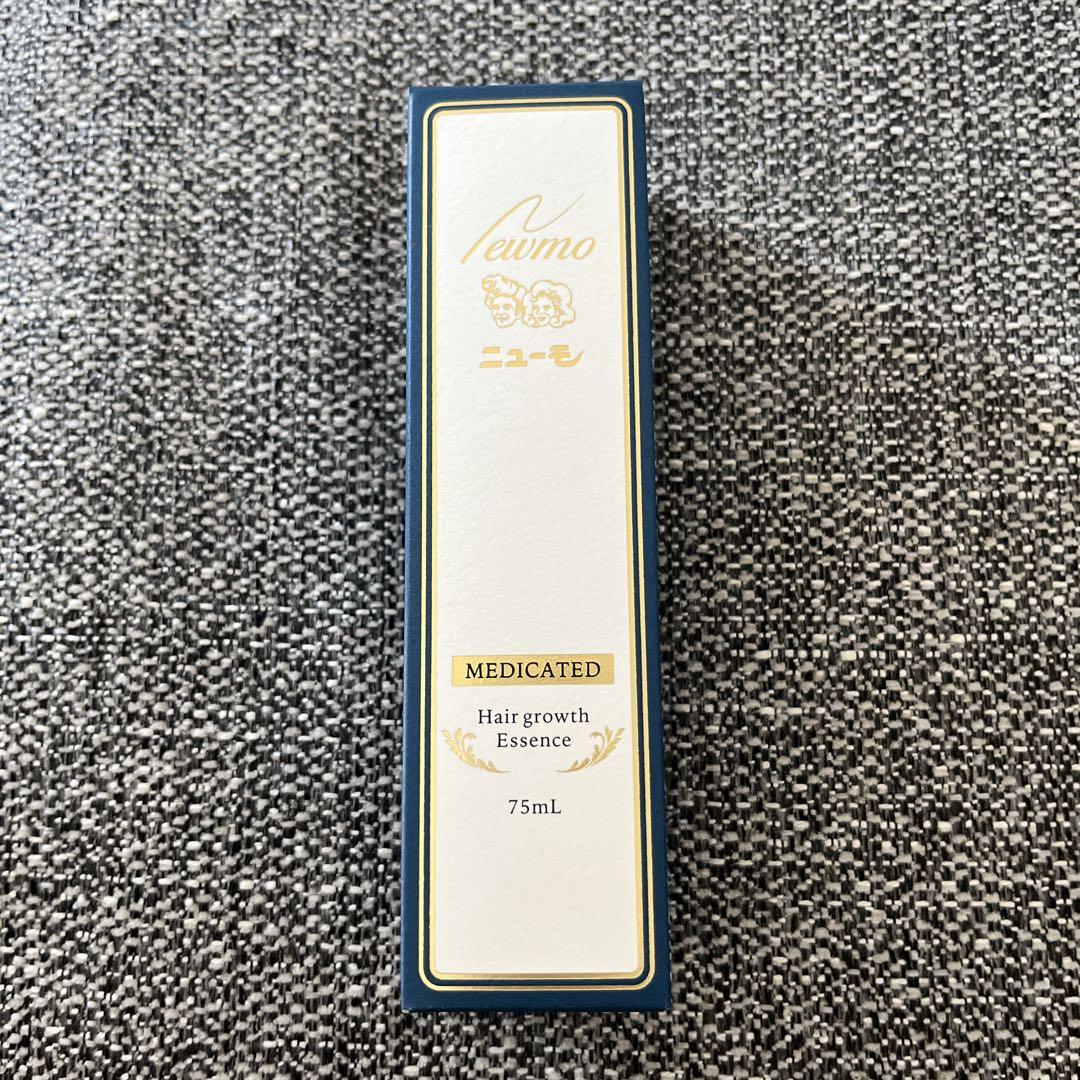 Newmo
ニューモ
MEDICATED
Hair growth
Essence
75mL